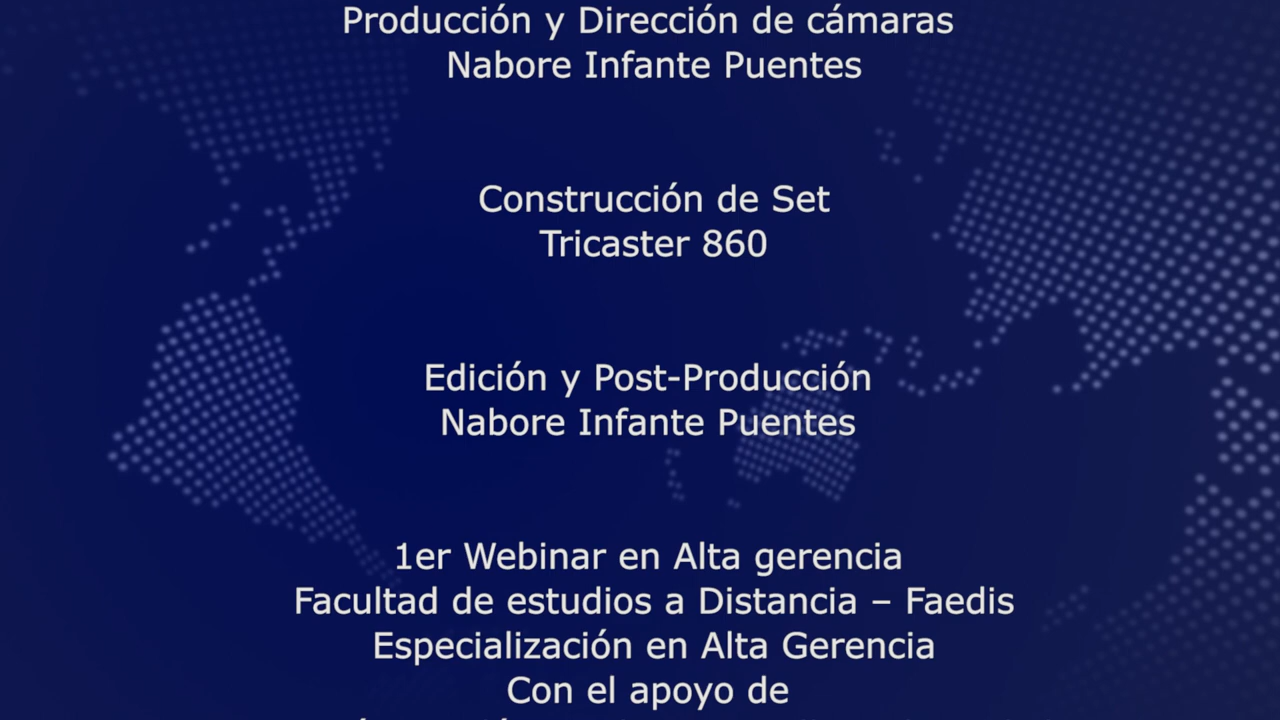 Producción y Dirección de cámaras
Nabore Infante Puentes
Construcción de Set
Tricaster 860
Edición y Post-Producción
Nabore Infante Puentes
1er Webinar en Alta gerencia
Facultad de estudios a Distancia – Faedis
Especialización en Alta Gerencia
Con el apoyo de